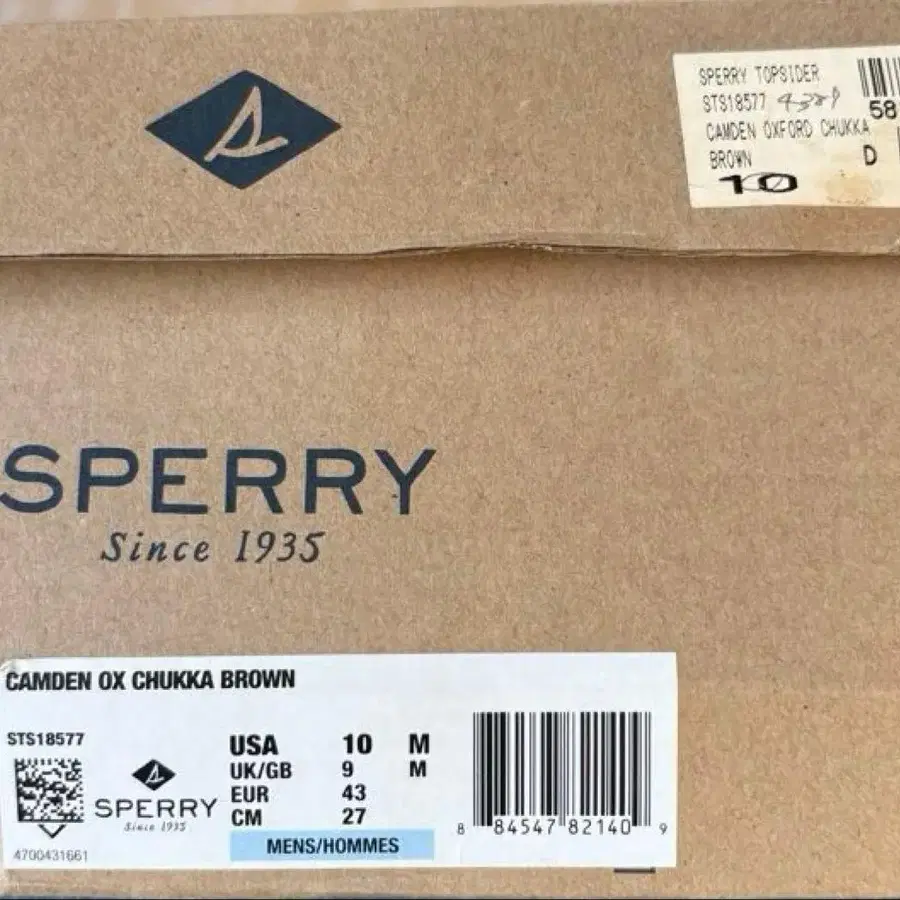 SPERRY TOPSIDER
STS18577
58
CAMDEN OXFORD CHUKKA
BROWN D
10
SPERRY
Since 1935
CAMDEN OX CHUKKA BROWN
STS18577
SPERRY
Since 1935
4700431661
USA 10 M
UK/GB 9 M
EUR 43
CM 27
MENS/HOMMES
8 84547 82140 9